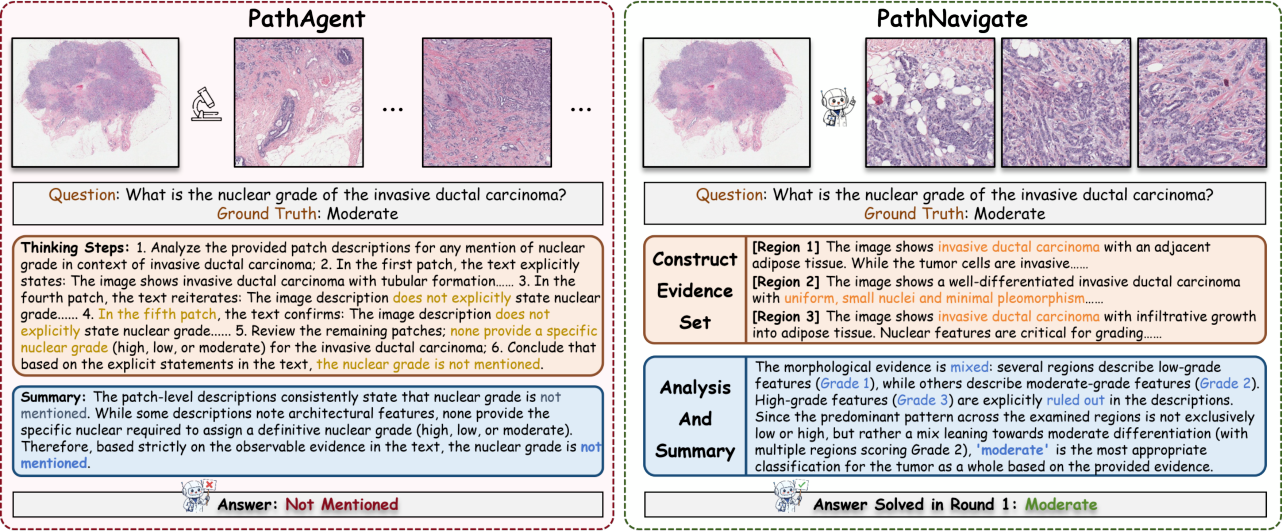 PathAgent
...
...
Question: What is the nuclear grade of the invasive ductal carcinoma?
Ground Truth: Moderate
Thinking Steps: 1. Analyze the provided patch descriptions for any mention of nuclear
grade in context of invasive ductal carcinoma; 2. In the first patch, the text explicitly
states: The image shows invasive ductal carcinoma with tubular formation...... 3. In the
fourth patch, the text reiterates: The image description does not explicitly state nuclear
grade...... 4. In the fifth patch, the text confirms: The image description does not
explicitly state nuclear grade...... 5. Review the remaining patches; none provide a specific
nuclear grade (high, low, or moderate) for the invasive ductal carcinoma; 6. Conclude that
based on the explicit statements in the text, the nuclear grade is not mentioned.
Summary: The patch-level descriptions consistently state that nuclear grade is not
mentioned. While some descriptions note architectural features, none provide the
specific nuclear required to assign a definitive nuclear grade (high, low, or moderate).
Therefore, based strictly on the observable evidence in the text, the nuclear grade is not
mentioned.
Answer: Not Mentioned
PathNavigate
Question: What is the nuclear grade of the invasive ductal carcinoma?
Ground Truth: Moderate
Construct
Evidence
Set
[Region 1] The image shows invasive ductal carcinoma with an adjacent
adipose tissue. While the tumor cells are invasive......
[Region 2] The image shows a well-differentiated invasive ductal carcinoma
with uniform, small nuclei and minimal pleomorphism......
[Region 3] The image shows invasive ductal carcinoma with infiltrative growth
into adipose tissue. Nuclear features are critical for grading......
Analysis
And
Summary
The morphological evidence is mixed: several regions describe low-grade
features (Grade 1), while others describe moderate-grade features (Grade 2).
High-grade features (Grade 3) are explicitly ruled out in the descriptions.
Since the predominant pattern across the examined regions is not exclusively
low or high, but rather a mix leaning towards moderate differentiation (with
multiple regions scoring Grade 2), 'moderate' is the most appropriate
classification for the tumor as a whole based on the provided evidence.
Answer Solved in Round 1: Moderate